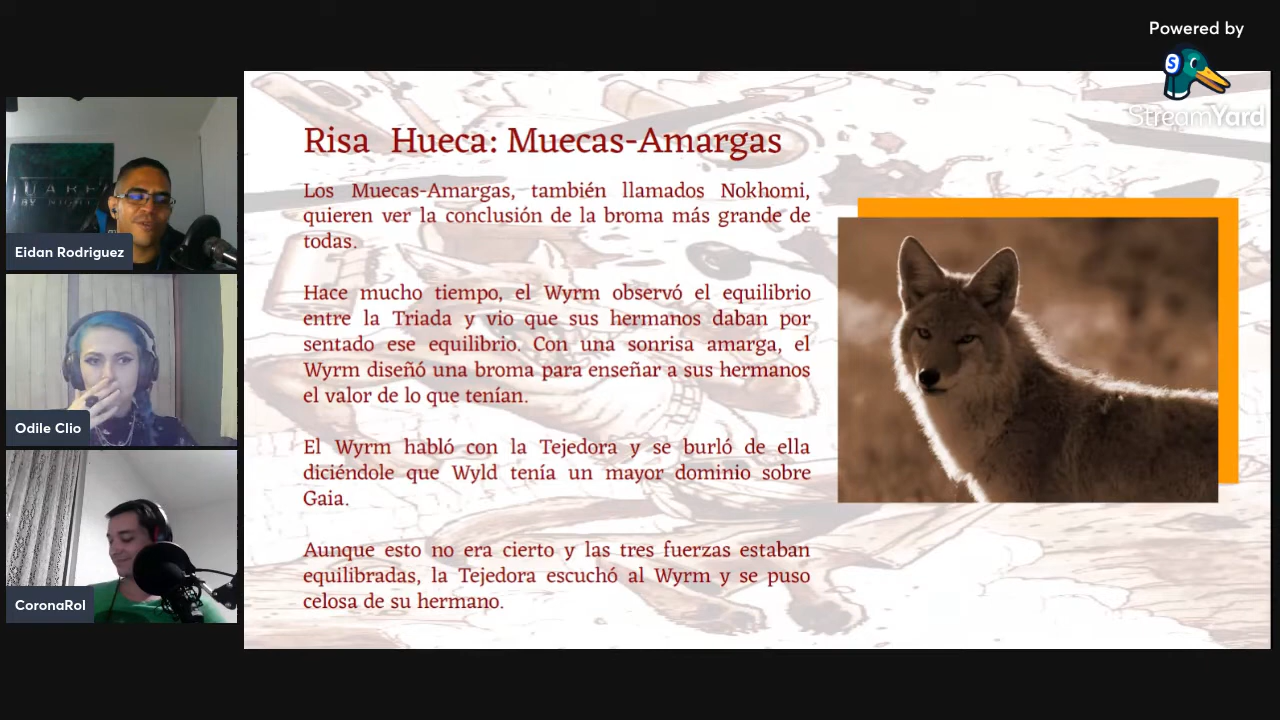 Powered by
S
StreamYard
Risa Hueca: Muecas-Amargas
Los Muecas-Amargas, también llamados Nokhomi,
quieren ver la conclusión de la broma más grande de
todas.
Hace mucho tiempo, el Wyrm observó el equilibrio
entre la Triada y vio que sus hermanos daban por
sentado ese equilibrio. Con una sonrisa amarga, el
Wyrm diseñó una broma para enseñar a sus hermanos
el valor de lo que tenían.
El Wyrm habló con la Tejedora y se burló de ella
diciéndole que Wyld tenía un mayor dominio sobre
Gaia.
Aunque esto no era cierto y las tres fuerzas estaban
equilibradas, la Tejedora escuchó al Wyrm y se puso
celosa de su hermano.
Eidan Rodriguez
Odile Clio
CoronaRol